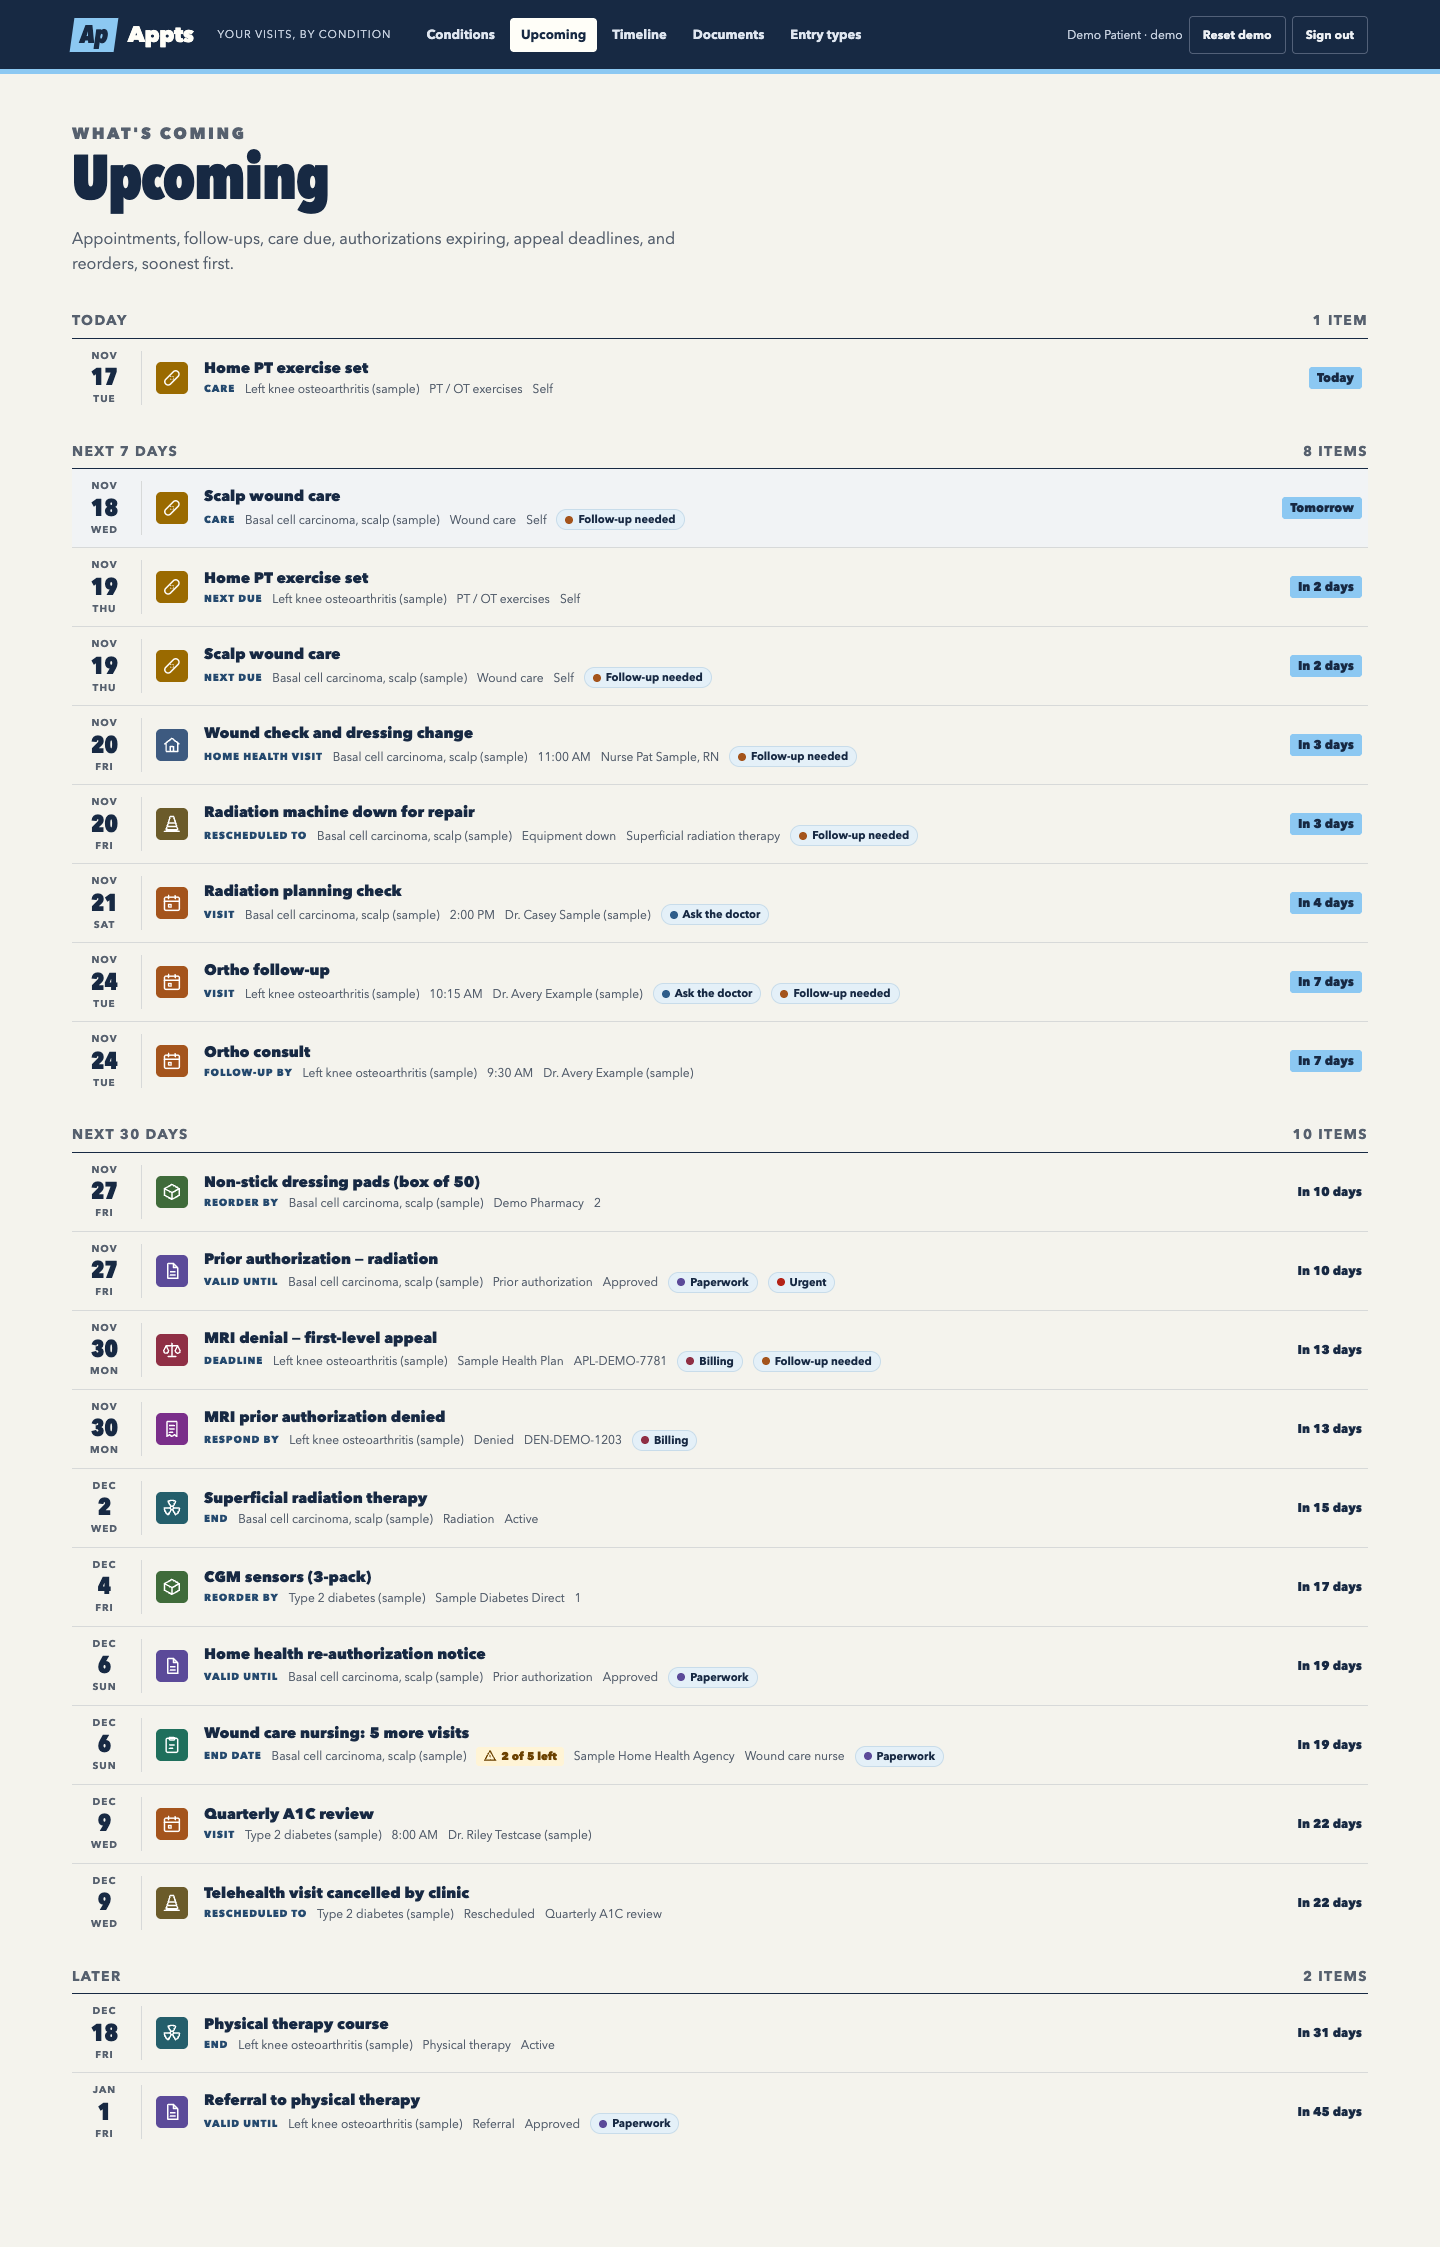 Ap Appts YOUR VISITS, BY CONDITION Conditions Upcoming Timeline Documents Entry types Demo Patient · demo Reset demo Sign out
WHAT'S COMING
Upcoming
Appointments, follow-ups, care due, authorizations expiring, appeal deadlines, and
reorders, soonest first.
TODAY 1 ITEM
NOV
17
TUE
Home PT exercise set
CARE Left knee osteoarthritis (sample) PT / OT exercises Self
Today
NEXT 7 DAYS 8 ITEMS
NOV
18
WED
Scalp wound care
CARE Basal cell carcinoma, scalp (sample) Wound care Self Follow-up needed
Tomorrow
NOV
19
THU
Home PT exercise set
NEXT DUE Left knee osteoarthritis (sample) PT / OT exercises Self
In 2 days
NOV
19
THU
Scalp wound care
NEXT DUE Basal cell carcinoma, scalp (sample) Wound care Self Follow-up needed
In 2 days
NOV
20
FRI
Wound check and dressing change
HOME HEALTH VISIT Basal cell carcinoma, scalp (sample) 11:00 AM Nurse Pat Sample, RN Follow-up needed
In 3 days
NOV
20
FRI
Radiation machine down for repair
RESCHEDULED TO Basal cell carcinoma, scalp (sample) Equipment down Superficial radiation therapy Follow-up needed
In 3 days
NOV
21
SAT
Radiation planning check
VISIT Basal cell carcinoma, scalp (sample) 2:00 PM Dr. Casey Sample (sample) Ask the doctor
In 4 days
NOV
24
TUE
Ortho follow-up
VISIT Left knee osteoarthritis (sample) 10:15 AM Dr. Avery Example (sample) Ask the doctor Follow-up needed
In 7 days
NOV
24
TUE
Ortho consult
FOLLOW-UP BY Left knee osteoarthritis (sample) 9:30 AM Dr. Avery Example (sample)
In 7 days
NEXT 30 DAYS 10 ITEMS
NOV
27
FRI
Non-stick dressing pads (box of 50)
REORDER BY Basal cell carcinoma, scalp (sample) Demo Pharmacy 2
In 10 days
NOV
27
FRI
Prior authorization – radiation
VALID UNTIL Basal cell carcinoma, scalp (sample) Prior authorization Approved Paperwork Urgent
In 10 days
NOV
30
MON
MRI denial – first-level appeal
DEADLINE Left knee osteoarthritis (sample) Sample Health Plan APL-DEMO-7781 Billing Follow-up needed
In 13 days
NOV
30
MON
MRI prior authorization denied
RESPOND BY Left knee osteoarthritis (sample) Denied DEN-DEMO-1203 Billing
In 13 days
DEC
2
WED
Superficial radiation therapy
END Basal cell carcinoma, scalp (sample) Radiation Active
In 15 days
DEC
4
FRI
CGM sensors (3-pack)
REORDER BY Type 2 diabetes (sample) Sample Diabetes Direct 1
In 17 days
DEC
6
SUN
Home health re-authorization notice
VALID UNTIL Basal cell carcinoma, scalp (sample) Prior authorization Approved Paperwork
In 19 days
DEC
6
SUN
Wound care nursing: 5 more visits
END DATE Basal cell carcinoma, scalp (sample) 2 of 5 left Sample Home Health Agency Wound care nurse Paperwork
In 19 days
DEC
9
WED
Quarterly A1C review
VISIT Type 2 diabetes (sample) 8:00 AM Dr. Riley Testcase (sample)
In 22 days
DEC
9
WED
Telehealth visit cancelled by clinic
RESCHEDULED TO Type 2 diabetes (sample) Rescheduled Quarterly A1C review
In 22 days
LATER 2 ITEMS
DEC
18
FRI
Physical therapy course
END Left knee osteoarthritis (sample) Physical therapy Active
In 31 days
JAN
1
FRI
Referral to physical therapy
VALID UNTIL Left knee osteoarthritis (sample) Referral Approved Paperwork
In 45 days